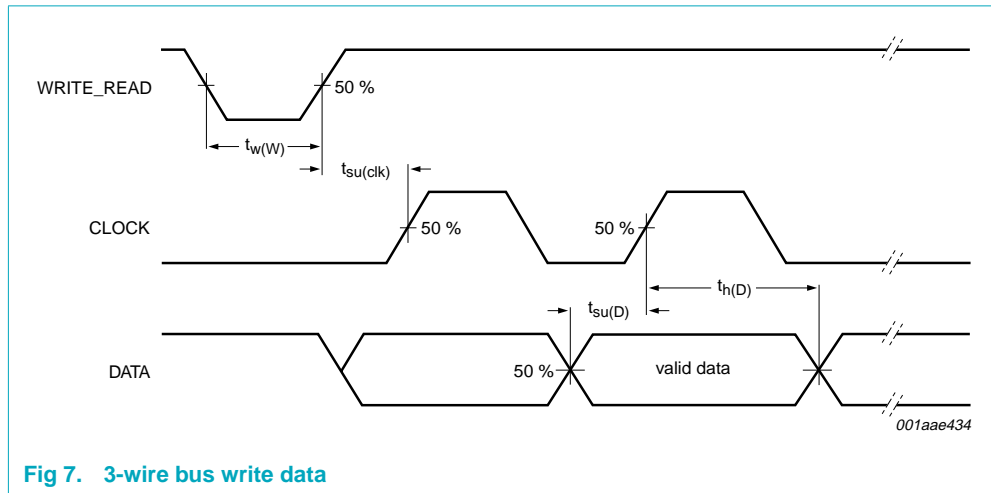 WRITE_READ
50 %
tw(W)
tsu(clk)
CLOCK
50 %
50 %
th(D)
tsu(D)
DATA
50 %
valid data
001aae434
Fig 7. 3-wire bus write data